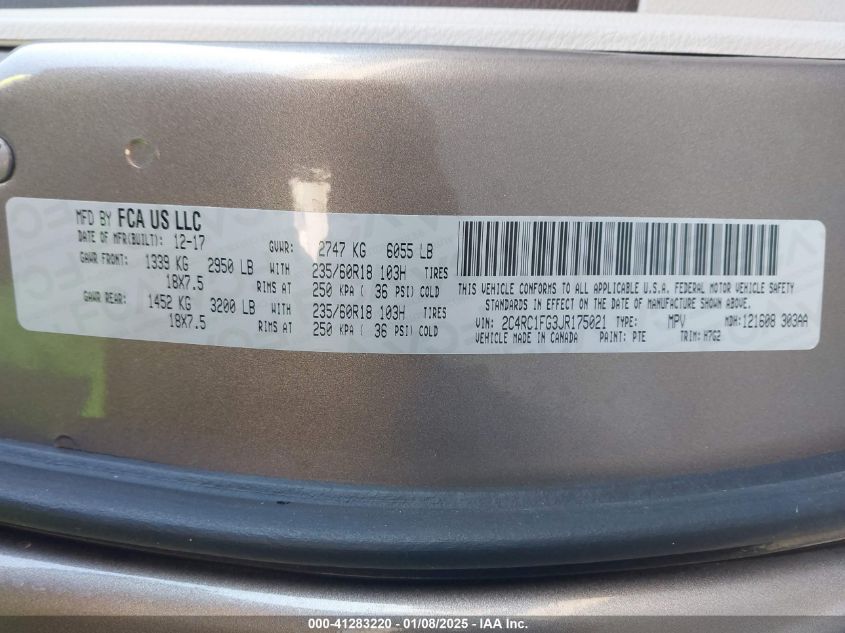 MFD BY FCA US LLC
DATE OF MFR(BUILT): 12-17 GVWR: 2747 KG 6055 LB
GAWR FRONT: 1339 KG 2950 LB WITH 235/60R18 103H TIRES
18X7.5 RIMS AT 250 KPA ( 36 PSI) COLD
GAWR REAR: 1452 KG 3200 LB WITH 235/60R18 103H TIRES
18X7.5 RIMS AT 250 KPA ( 36 PSI) COLD
THIS VEHICLE CONFORMS TO ALL APPLICABLE U.S.A. FEDERAL MOTOR VEHICLE SAFETY
STANDARDS IN EFFECT ON THE DATE OF MANUFACTURE SHOWN ABOVE.
VIN: 2C4RC1FG3JR175021 TYPE: MPV MDH: 121608 303AA
VEHICLE MADE IN CANADA PAINT: PTE TRIM: H7G2
000-41283220 - 01/08/2025 - IAA Inc.